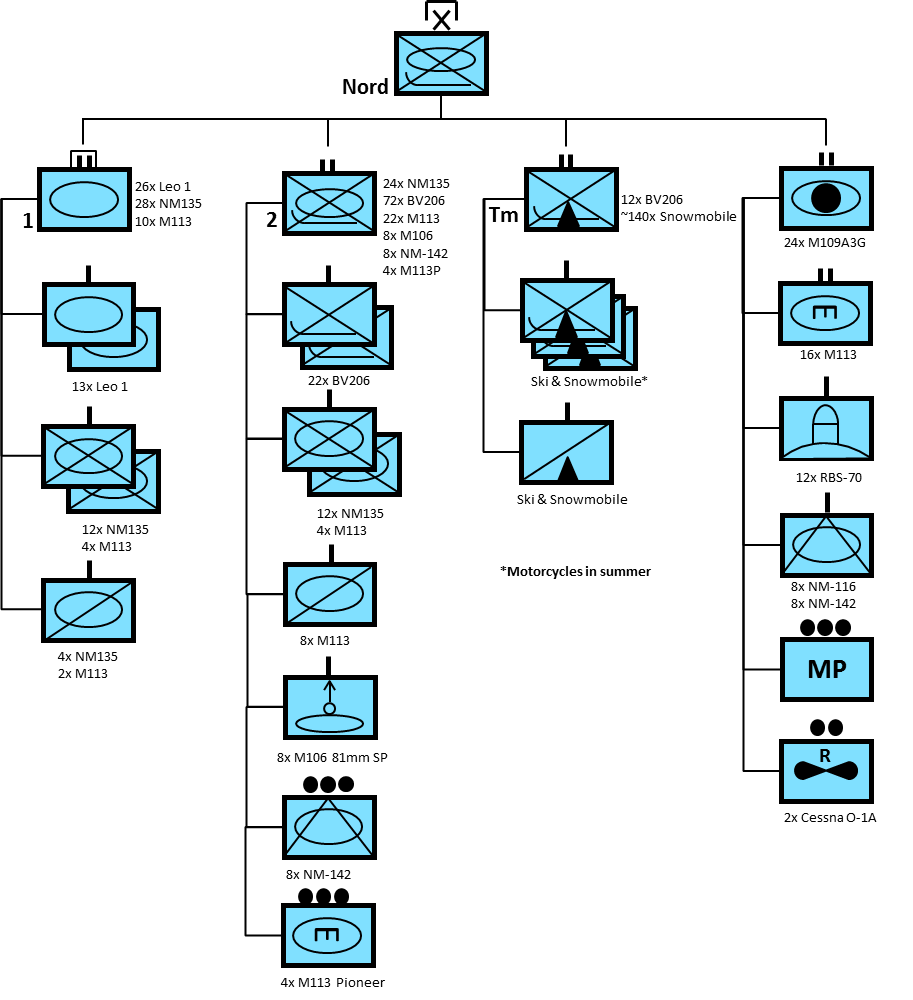 Nord
1
26x Leo 1
28x NM135
10x M113
13x Leo 1
12x NM135
4x M113
4x NM135
2x M113
2
24x NM135
72x BV206
22x M113
8x M106
8x NM-142
4x M113P
22x BV206
12x NM135
4x M113
8x M113
8x M106 81mm SP
8x NM-142
E
4x M113 Pioneer
Tm
12x BV206
~140x Snowmobile
Ski & Snowmobile*
Ski & Snowmobile
*Motorcycles in summer
24x M109A3G
E
16x M113
12x RBS-70
8x NM-116
8x NM-142
MP
R
2x Cessna O-1A